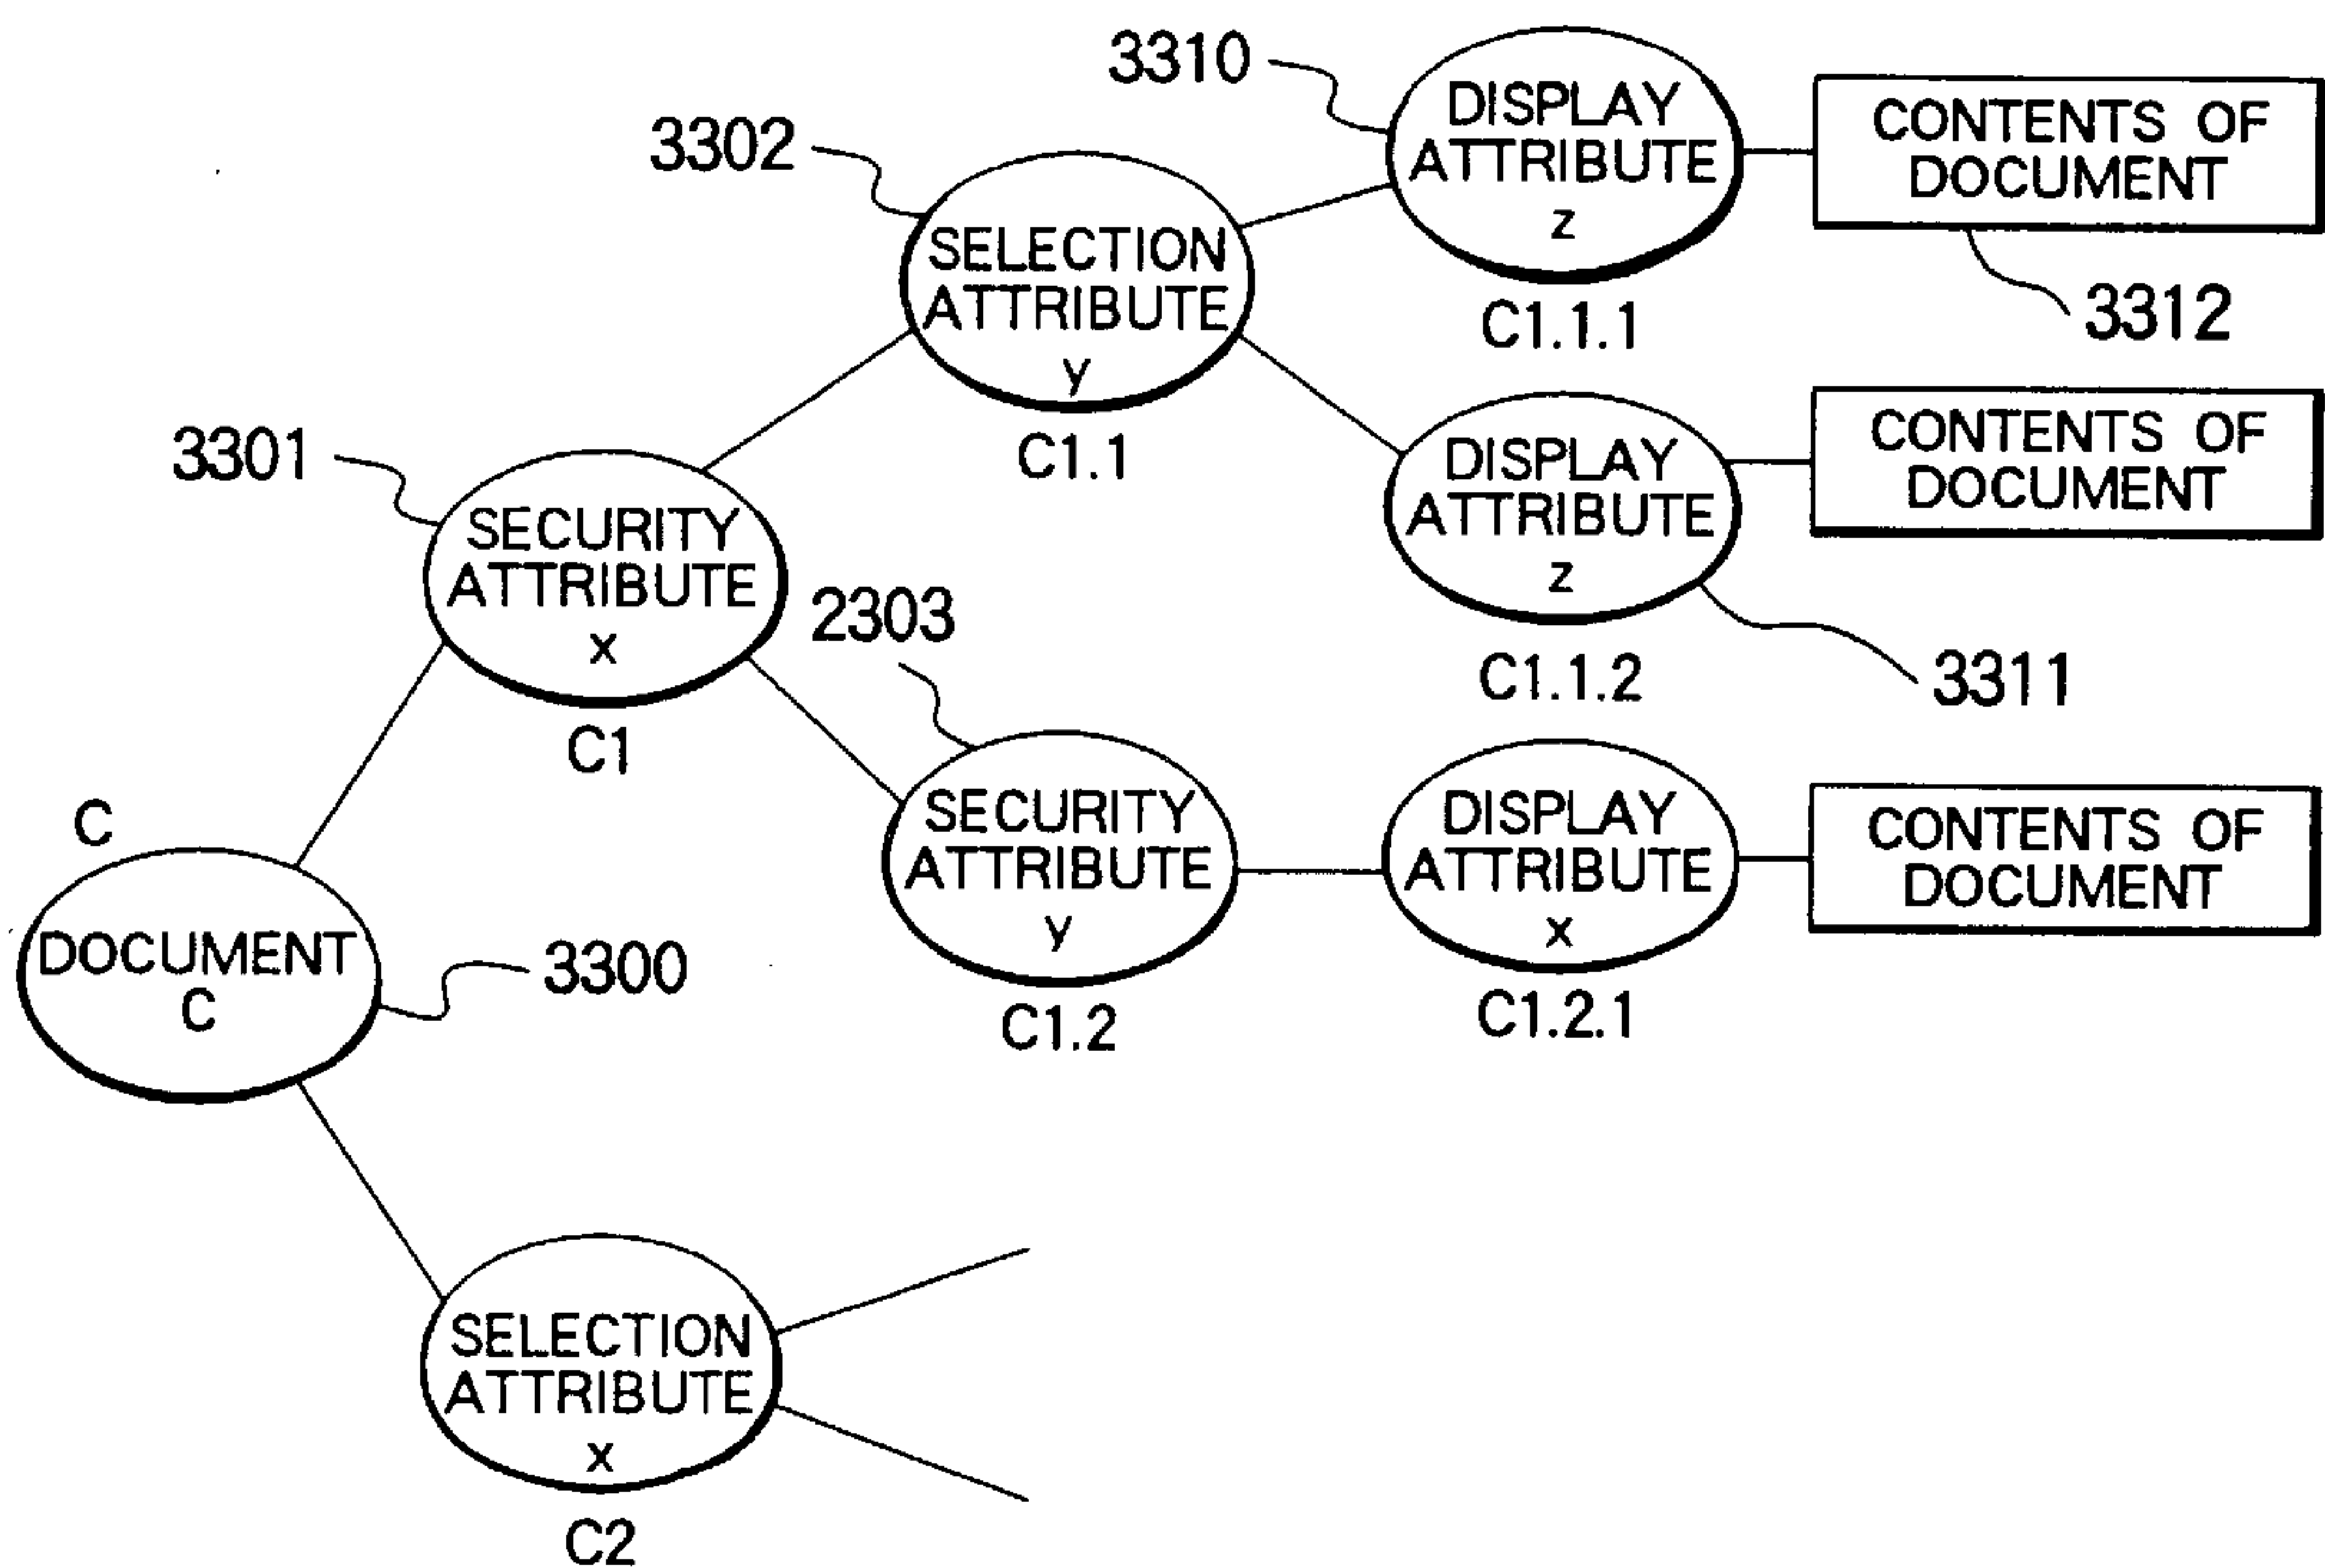 3310
DISPLAY
ATTRIBUTE
z
C1.1.1
CONTENTS OF
DOCUMENT
3312
3302
SELECTION
ATTRIBUTE
y
C1.1
CONTENTS OF
DOCUMENT
DISPLAY
ATTRIBUTE
z
C1.1.2
3311
3301
SECURITY
ATTRIBUTE
x
C1
2303
SECURITY
ATTRIBUTE
y
C1.2
DISPLAY
ATTRIBUTE
x
C1.2.1
CONTENTS OF
DOCUMENT
C
DOCUMENT
C
3300
SELECTION
ATTRIBUTE
x
C2